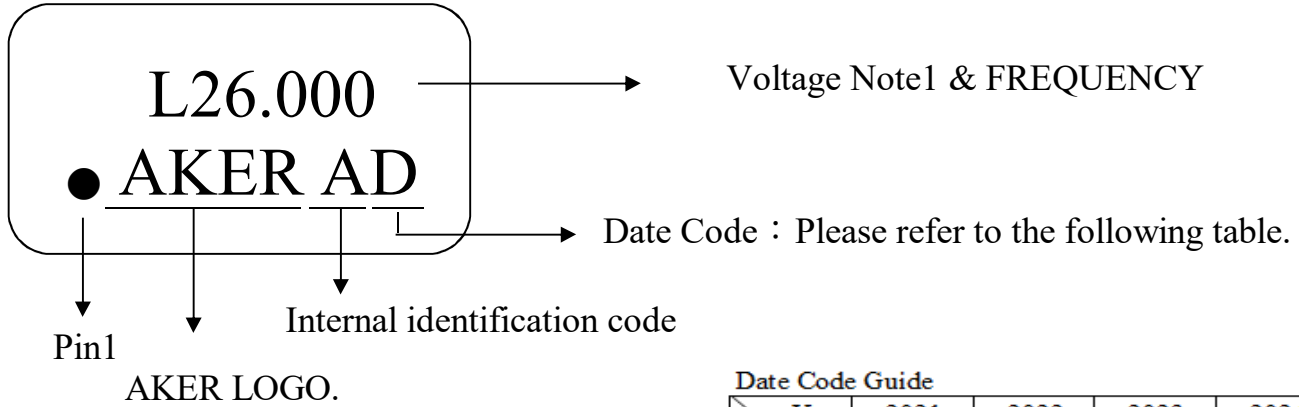 L26.000
Voltage Note1 & FREQUENCY
AKER AD
Date Code：Please refer to the following table.
Internal identification code
Pin1
AKER LOGO.
Date Code Guide